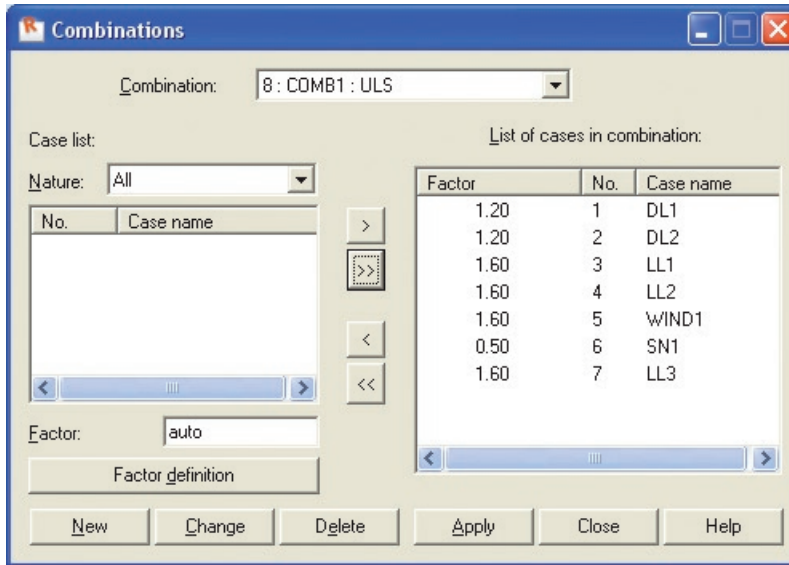 Combinations
Combination: 8 : COMB1 : ULS
Case list:
Nature: All
No. Case name
>
>>
<
<<
Factor: auto
Factor definition
List of cases in combination:
Factor No. Case name
1.20 1 DL1
1.20 2 DL2
1.60 3 LL1
1.60 4 LL2
1.60 5 WIND1
0.50 6 SN1
1.60 7 LL3
New Change Delete Apply Close Help